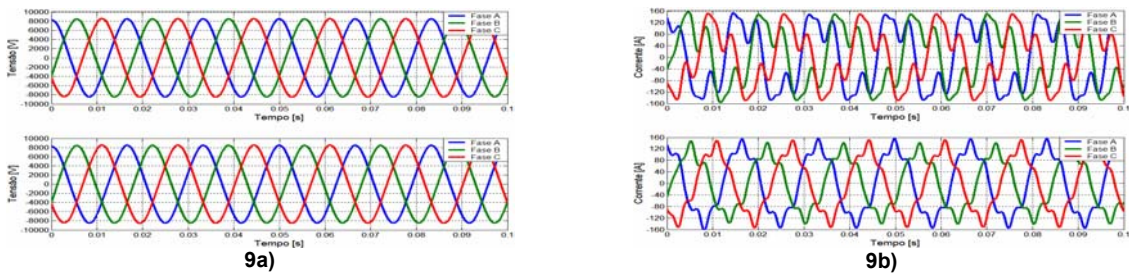 10000
8000
6000
4000
2000
0
-2000
-4000
-6000
-8000
-10000
Tensão [V]
Fase A
Fase B
Fase C
0 0.01 0.02 0.03 0.04 0.05 0.06 0.07 0.08 0.09 0.1
Tempo [s]
10000
8000
6000
4000
2000
0
-2000
-4000
-6000
-8000
-10000
Tensão [V]
Fase A
Fase B
Fase C
0 0.01 0.02 0.03 0.04 0.05 0.06 0.07 0.08 0.09 0.1
Tempo [s]
9a)
160
120
80
40
0
-40
-80
-120
-160
Corrente [A]
Fase A
Fase B
Fase C
0 0.01 0.02 0.03 0.04 0.05 0.06 0.07 0.08 0.09 0.1
Tempo [s]
160
120
80
40
0
-40
-80
-120
-160
Corrente [A]
Fase A
Fase B
Fase C
0 0.01 0.02 0.03 0.04 0.05 0.06 0.07 0.08 0.09 0.1
Tempo [s]
9b)